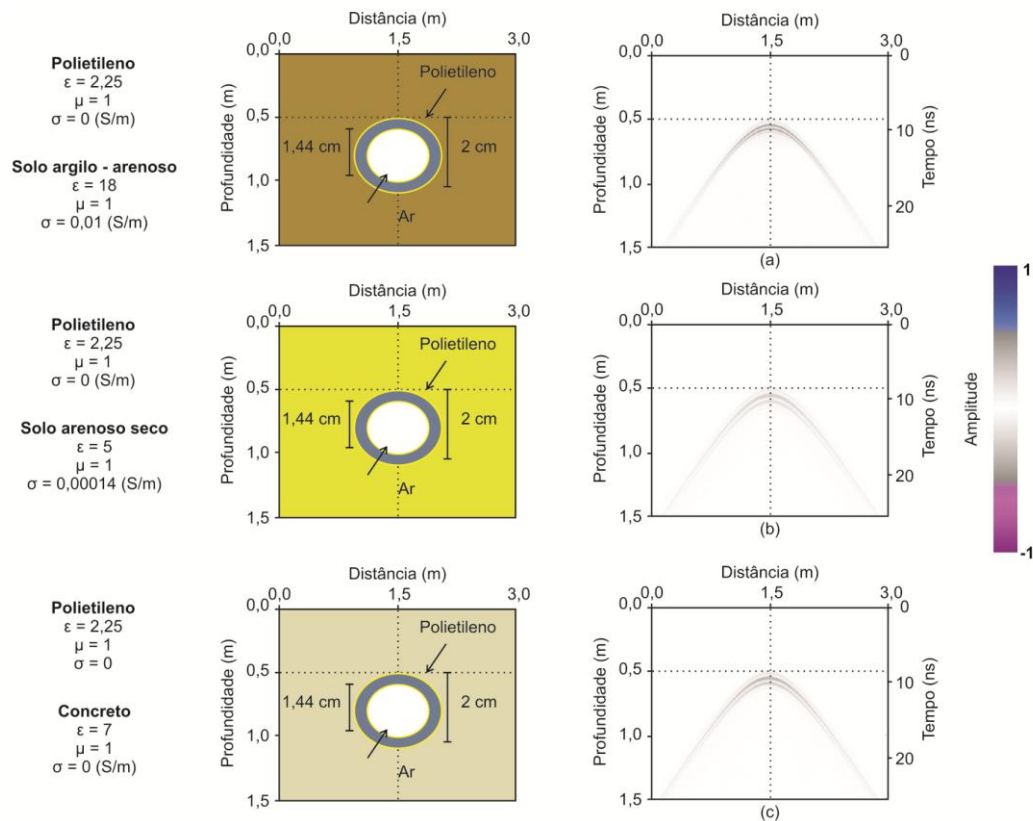 Distância (m)
0,0 1,5 3,0
Profundidade (m)
0,0
0,5
1,0
1,5
Polietileno
ε = 2,25
μ = 1
σ = 0 (S/m)
Solo argilo - arenoso
ε = 18
μ = 1
σ = 0,01 (S/m)
Polietileno
1,44 cm
2 cm
Ar
Distância (m)
0,0 1,5 3,0
Profundidade (m)
0,0
0,5
1,0
1,5
0
10
20
Tempo (ns)
(a)
Polietileno
ε = 2,25
μ = 1
σ = 0 (S/m)
Solo arenoso seco
ε = 5
μ = 1
σ = 0,00014 (S/m)
Distância (m)
0,0 1,5 3,0
Profundidade (m)
0,0
0,5
1,0
1,5
Polietileno
1,44 cm
2 cm
Ar
Distância (m)
0,0 1,5 3,0
Profundidade (m)
0,0
0,5
1,0
1,5
0
10
20
Tempo (ns)
(b)
1
Amplitude
-1
Polietileno
ε = 2,25
μ = 1
σ = 0
Concreto
ε = 7
μ = 1
σ = 0 (S/m)
Distância (m)
0,0 1,5 3,0
Profundidade (m)
0,0
0,5
1,0
1,5
Polietileno
1,44 cm
2 cm
Ar
Distância (m)
0,0 1,5 3,0
Profundidade (m)
0,0
0,5
1,0
1,5
0
10
20
Tempo (ns)
(c)